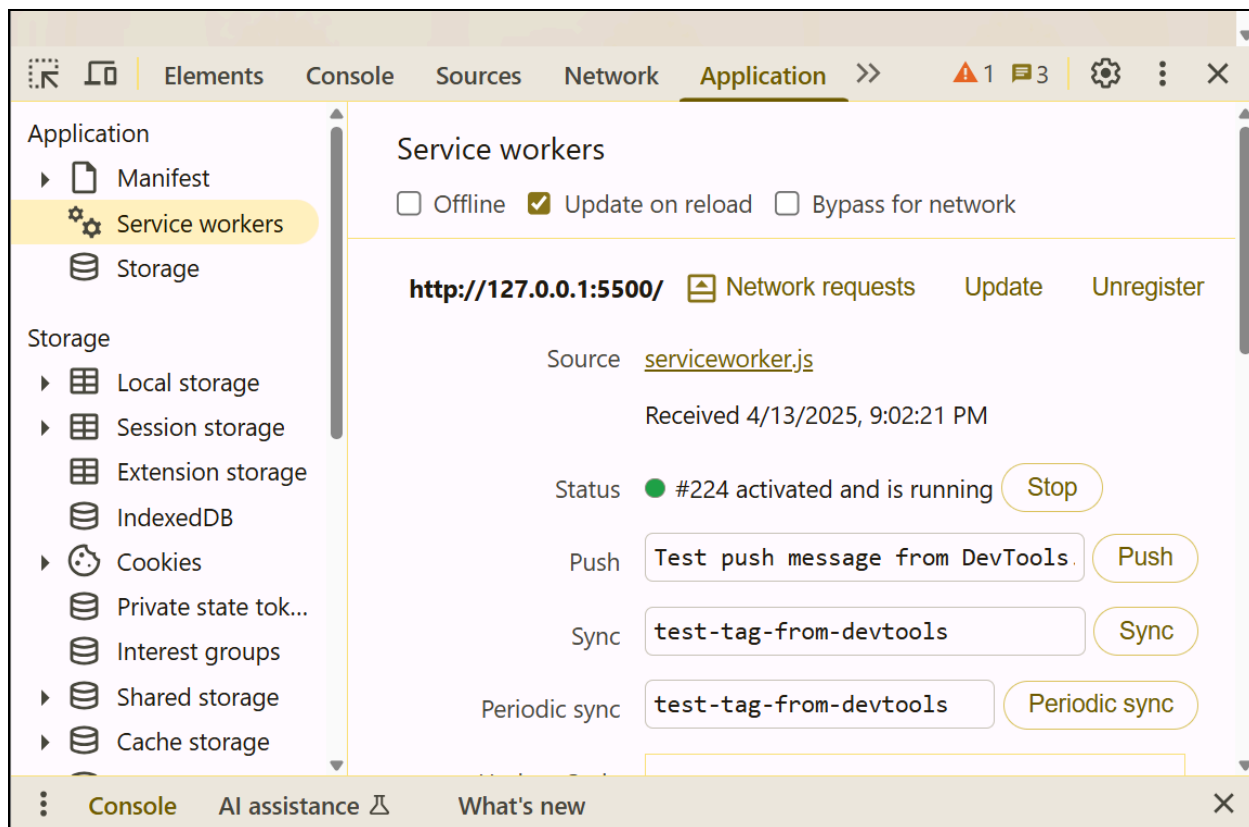 Elements Console Sources Network Application 1 3
Application
Manifest
Service workers
Storage
Storage
Local storage
Session storage
Extension storage
IndexedDB
Cookies
Private state tok...
Interest groups
Shared storage
Cache storage
Service workers
Offline Update on reload Bypass for network
http://127.0.0.1:5500/ Network requests Update Unregister
Source serviceworker.js
Received 4/13/2025, 9:02:21 PM
Status #224 activated and is running Stop
Push Test push message from DevTools. Push
Sync test-tag-from-devtools Sync
Periodic sync test-tag-from-devtools Periodic sync
Console AI assistance What's new